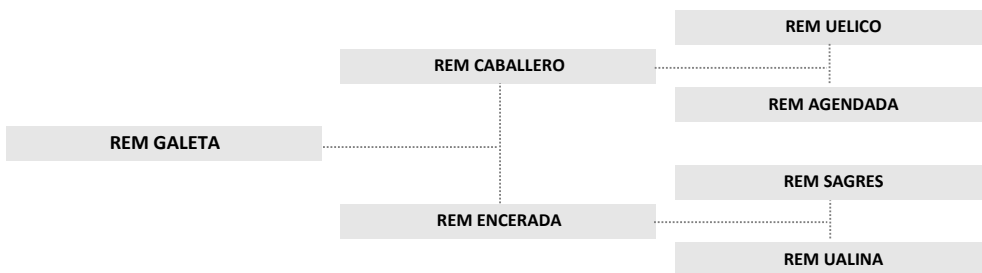 REM UELICO
REM CABALLERO
REM AGENDADA
REM GALETA
REM SAGRES
REM ENCERADA
REM UALINA